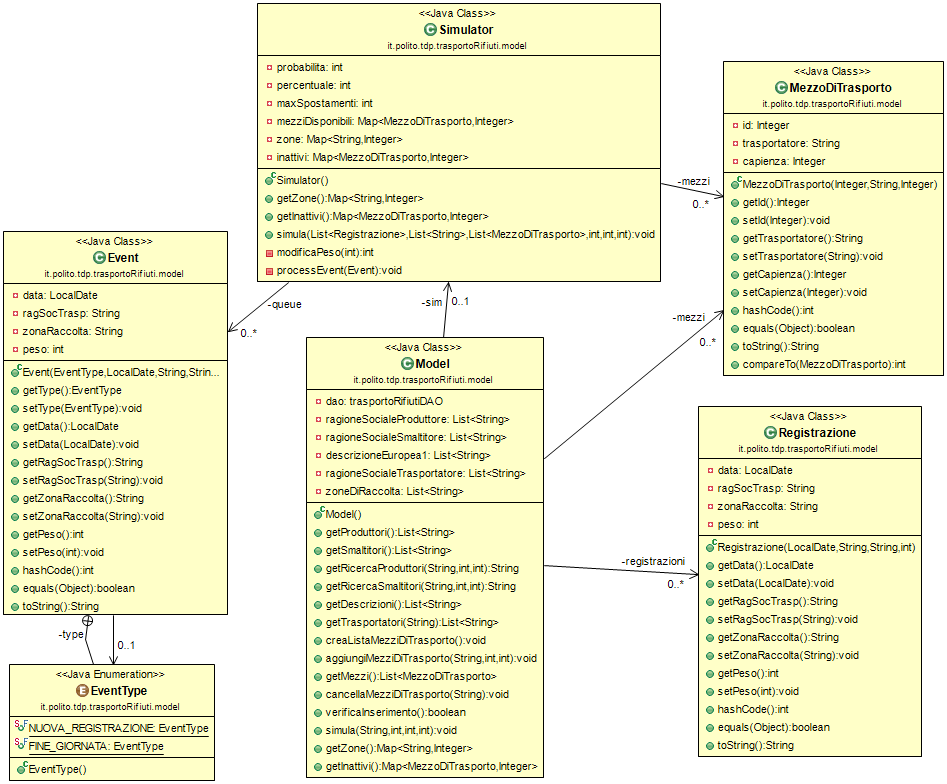 <<Java Class>>
Simulator
it.polito.tdp.trasportoRifiuti.model
probabilita: int
percentuale: int
maxSpostamenti: int
mezziDisponibili: Map<MezzoDiTrasporto,Integer>
zone: Map<String,Integer>
inattivi: Map<MezzoDiTrasporto,Integer>
Simulator()
getZone():Map<String,Integer>
getInattivi():Map<MezzoDiTrasporto,Integer>
simula(List<Registrazione>,List<String>,List<MezzoDiTrasporto>,int,int,int):void
modificaPeso(int):int
processEvent(Event):void
<<Java Class>>
MezzoDiTrasporto
it.polito.tdp.trasportoRifiuti.model
id: Integer
trasportatore: String
capienza: Integer
MezzoDiTrasporto(Integer,String,Integer)
getId():Integer
setId(Integer):void
getTrasportatore():String
setTrasportatore(String):void
getCapienza():Integer
setCapienza(Integer):void
hashCode():int
equals(Object):boolean
toString():String
compareTo(MezzoDiTrasporto):int
-mezzi
0..*
<<Java Class>>
Event
it.polito.tdp.trasportoRifiuti.model
data: LocalDate
ragSocTrasp: String
zonaRaccolta: String
peso: int
Event(EventType,LocalDate,String,Strin...
getType():EventType
setType(EventType):void
getData():LocalDate
setData(LocalDate):void
getRagSocTrasp():String
setRagSocTrasp(String):void
getZonaRaccolta():String
setZonaRaccolta(String):void
getPeso():int
setPeso(int):void
hashCode():int
equals(Object):boolean
toString():String
-queue
0..*
-sim
0..1
-mezzi
0..*
<<Java Class>>
Model
it.polito.tdp.trasportoRifiuti.model
dao: trasportoRifiutiDAO
ragioneSocialeProduttore: List<String>
ragioneSocialeSmaltitore: List<String>
descrizioneEuropea1: List<String>
ragioneSocialeTrasportatore: List<String>
zoneDiRaccolta: List<String>
Model()
getProduttori():List<String>
getSmaltitori():List<String>
getRicercaProduttori(String,int,int):String
getRicercaSmaltitori(String,int,int):String
getDescrizioni():List<String>
getTrasportatori(String):List<String>
creaListaMezziDiTrasporto():void
aggiungiMezziDiTrasporto(String,int,int):void
getMezzi():List<MezzoDiTrasporto>
cancellaMezziDiTrasporto(String):void
verificaInserimento():boolean
simula(String,int,int,int):void
getZone():Map<String,Integer>
getInattivi():Map<MezzoDiTrasporto,Integer>
-registrazioni
0..*
<<Java Class>>
Registrazione
it.polito.tdp.trasportoRifiuti.model
data: LocalDate
ragSocTrasp: String
zonaRaccolta: String
peso: int
Registrazione(LocalDate,String,String,int)
getData():LocalDate
setData(LocalDate):void
getRagSocTrasp():String
setRagSocTrasp(String):void
getZonaRaccolta():String
setZonaRaccolta(String):void
getPeso():int
setPeso(int):void
hashCode():int
equals(Object):boolean
toString():String
-type
0..1
<<Java Enumeration>>
EventType
it.polito.tdp.trasportoRifiuti.model
NUOVA_REGISTRAZIONE: EventType
FINE_GIORNATA: EventType
EventType()